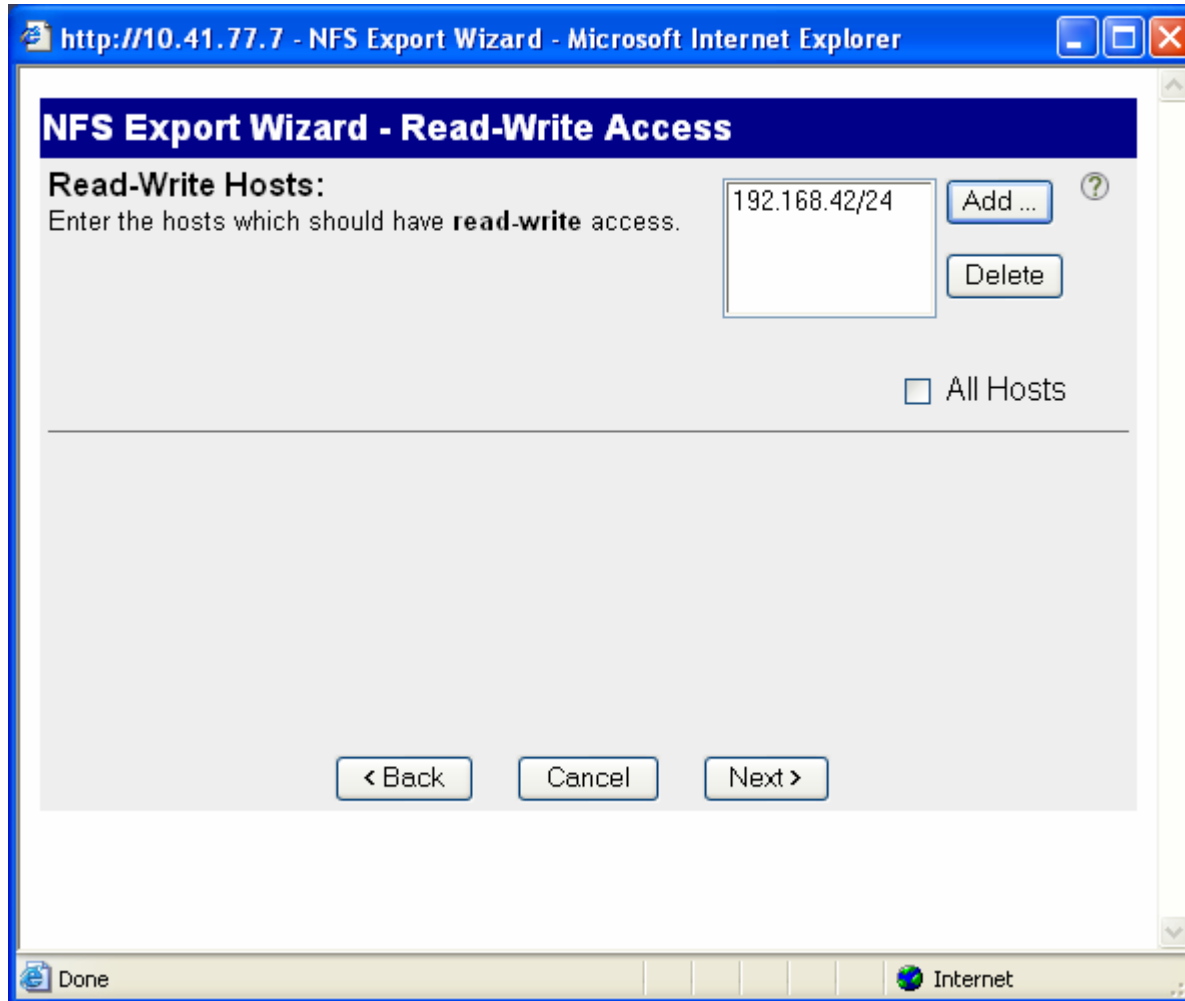 http://10.41.77.7 - NFS Export Wizard - Microsoft Internet Explorer
NFS Export Wizard - Read-Write Access
Read-Write Hosts:
Enter the hosts which should have read-write access.
192.168.42/24
Add ...
?
Delete
All Hosts
< Back
Cancel
Next >
Done
Internet